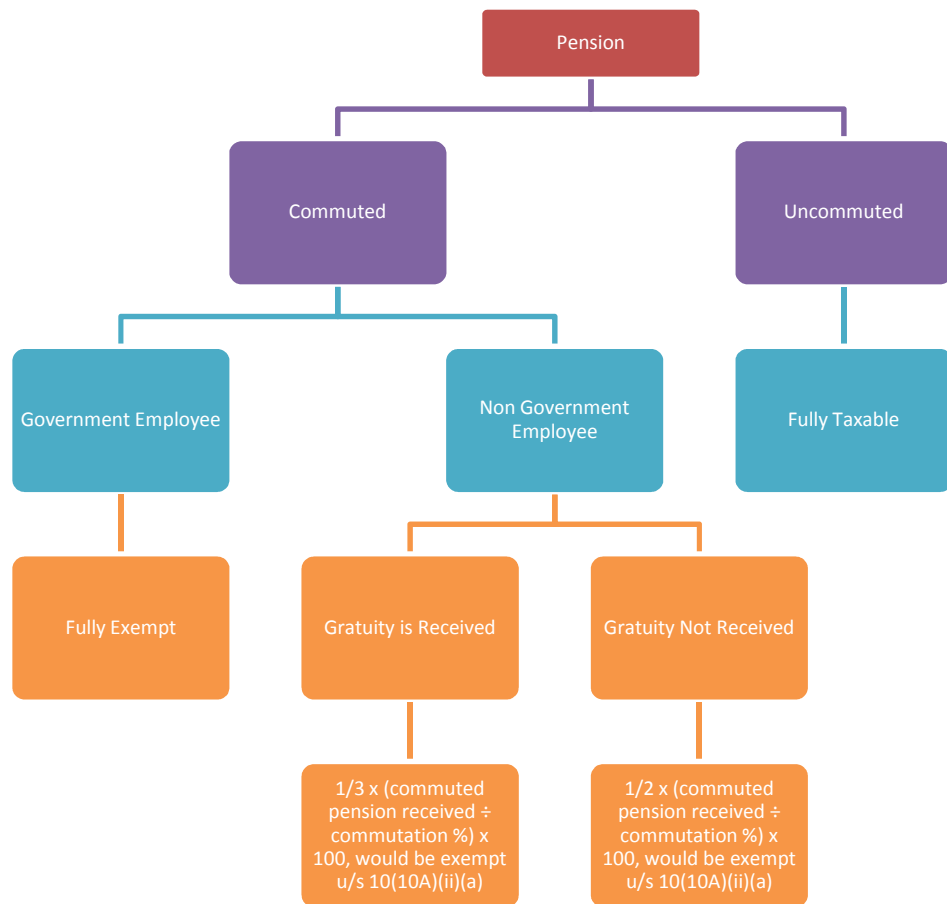 Pension
Commuted
Uncommuted
Government Employee
Non Government
Employee
Fully Taxable
Fully Exempt
Gratuity is Received
Gratuity Not Received
1/3 x (commuted
pension received ÷
commutation %) x
100, would be exempt
u/s 10(10A)(ii)(a)
1/2 x (commuted
pension received ÷
commutation %) x
100, would be exempt
u/s 10(10A)(ii)(a)